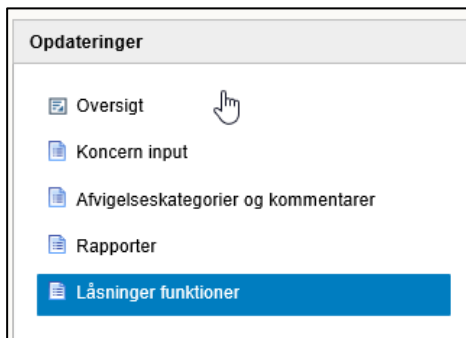 Opdateringer
Oversigt
Koncern input
Afvigelseskategorier og kommentarer
Rapporter
Låsninger funktioner